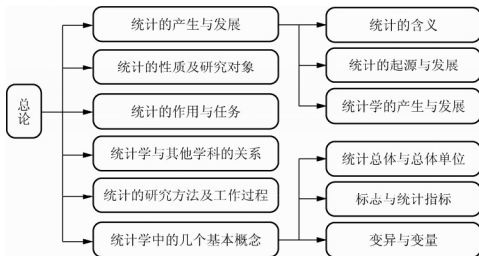 总论
统计的产生与发展
统计的含义
统计的起源与发展
统计学的产生与发展
统计的性质及研究对象
统计的作用与任务
统计学与其他学科的关系
统计的研究方法及工作过程
统计学中的几个基本概念
统计总体与总体单位
标志与统计指标
变异与变量